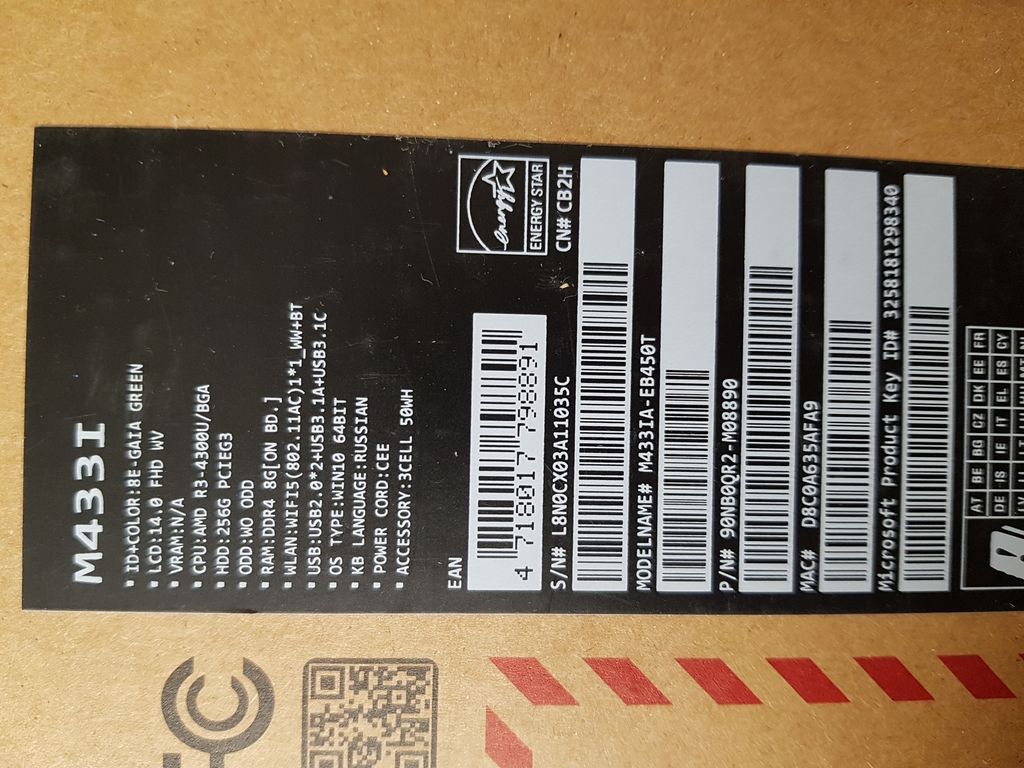 M433I
• ID+COLOR:8E-GAIA GREEN
• LCD:14.0 FHD WV
• VRAM:N/A
• CPU:AMD R3-4300U/BGA
• HDD:256G PCIEG3
• ODD:WO ODD
• RAM:DDR4 8G[ON BD.]
• WLAN:WIFI5(802.11AC)1*1_WW+BT
• USB:USB2.0*2+USB3.1A+USB3.1C
• OS TYPE:WIN10 64BIT
• KB LANGUAGE:RUSSIAN
• POWER CORD:CEE
• ACCESSORY:3CELL 50WH
energy
ENERGY STAR
EAN
4 718017 798891
CN# CB2H
S/N# L8N0CX03A11035C
MODELNAME# M433IA-EB450T
P/N# 90NB0QR2-M08890
MAC# D8C0A635AFA9
Microsoft Product Key ID# 3258181298340
AT BE BG CZ DK EE FR
DE IS IE IT EL ES CY